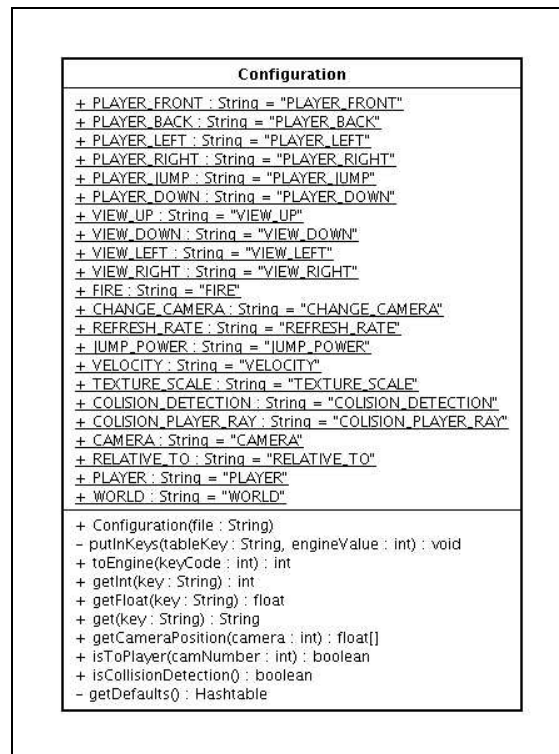 Configuration
+ PLAYER_FRONT : String = "PLAYER_FRONT"
+ PLAYER_BACK : String = "PLAYER_BACK"
+ PLAYER_LEFT : String = "PLAYER_LEFT"
+ PLAYER_RIGHT : String = "PLAYER_RIGHT"
+ PLAYER_JUMP : String = "PLAYER_JUMP"
+ PLAYER_DOWN : String = "PLAYER_DOWN"
+ VIEW_UP : String = "VIEW_UP"
+ VIEW_DOWN : String = "VIEW_DOWN"
+ VIEW_LEFT : String = "VIEW_LEFT"
+ VIEW_RIGHT : String = "VIEW_RIGHT"
+ FIRE : String = "FIRE"
+ CHANGE_CAMERA : String = "CHANGE_CAMERA"
+ REFRESH_RATE : String = "REFRESH_RATE"
+ JUMP_POWER : String = "JUMP_POWER"
+ VELOCITY : String = "VELOCITY"
+ TEXTURE_SCALE : String = "TEXTURE_SCALE"
+ COLISION_DETECTION : String = "COLISION_DETECTION"
+ COLISION_PLAYER_RAY : String = "COLISION_PLAYER_RAY"
+ CAMERA : String = "CAMERA"
+ RELATIVE_TO : String = "RELATIVE_TO"
+ PLAYER : String = "PLAYER"
+ WORLD : String = "WORLD"
+ Configuration(file : String)
- putInKeys(tableKey : String, engineValue : int) : void
+ toEngine(keyCode : int) : int
+ getInt(key : String) : int
+ getFloat(key : String) : float
+ get(key : String) : String
+ getCameraPosition(camera : int) : float[]
+ isToPlayer(camNumber : int) : boolean
+ isCollisionDetection() : boolean
- getDefaults() : Hashtable